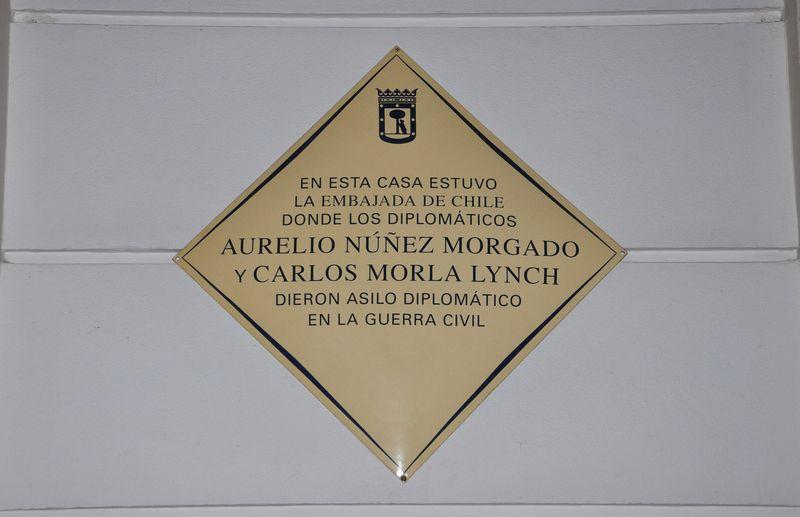 EN ESTA CASA ESTUVO
LA EMBAJADA DE CHILE
DONDE LOS DIPLOMÁTICOS
AURELIO NÚÑEZ MORGADO
Y CARLOS MORLA LYNCH
DIERON ASILO DIPLOMÁTICO
EN LA GUERRA CIVIL